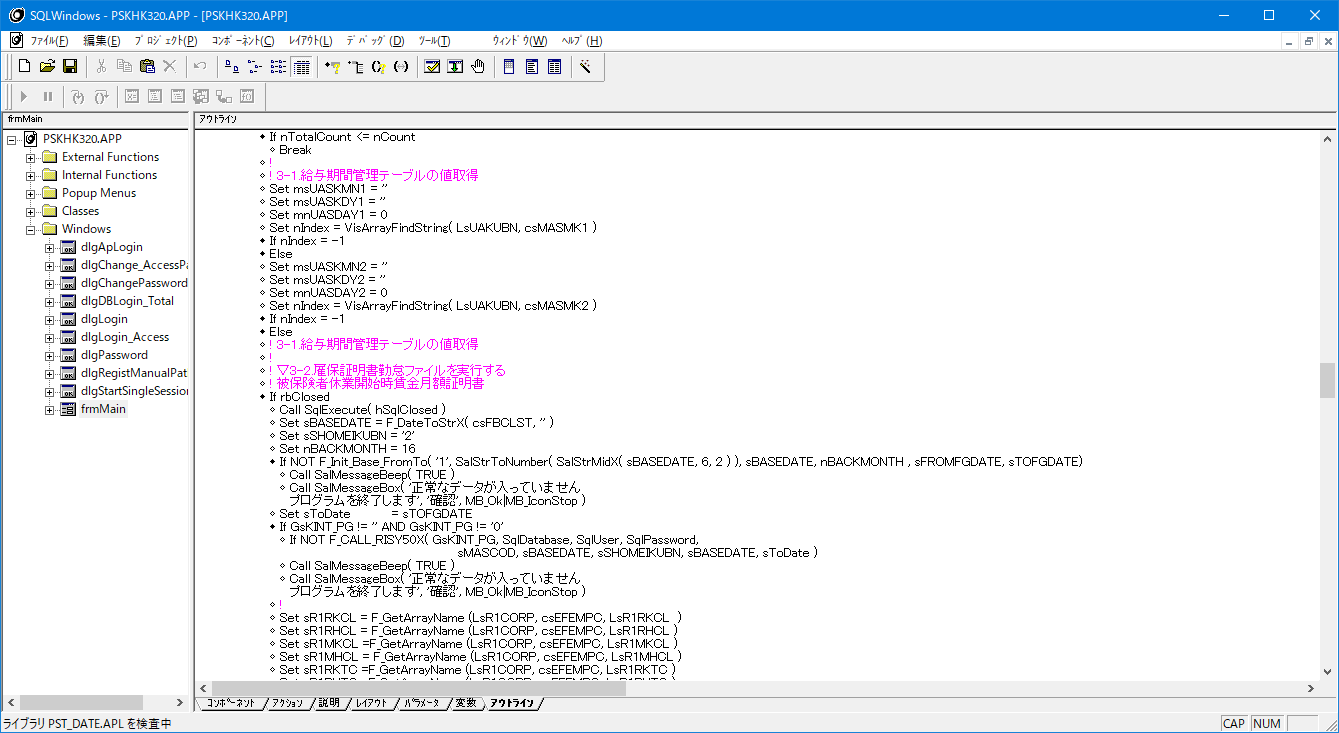 SQLWindows - PSKHK320.APP - [PSKHK320.APP]
ファイル(F) 編集(E) プロジェクト(P) コンポーネント(C) レイアウト(L) デバッグ(D) ツール(T) ウィンドウ(W) ヘルプ(H)
frmMain
PSKHK320.APP
External Functions
Internal Functions
Popup Menus
Classes
Windows
dlgApLogin
dlgChange_AccessPa
dlgChangePassword
dlgDBLogin_Total
dlgLogin
dlgLogin_Access
dlgPassword
dlgRegistManualPat
dlgStartSingleSession
frmMain
アウトライン
If nTotalCount <= nCount
Break
!
! 3-1.給与期間管理テーブルの値取得
Set msUASKMN1 = ''
Set msUASKDY1 = ''
Set mnUASDAY1 = 0
Set nIndex = VisArrayFindString( LsUAKUBN, csMASMK1 )
If nIndex = -1
Else
Set msUASKMN2 = ''
Set msUASKDY2 = ''
Set mnUASDAY2 = 0
Set nIndex = VisArrayFindString( LsUAKUBN, csMASMK2 )
If nIndex = -1
Else
! 3-1.給与期間管理テーブルの値取得
!
! ▽3-2.雇保証明書勤怠ファイルを実行する
! 被保険者休業開始時賃金月額証明書
If rbClosed
Call SqlExecute( hSqlClosed )
Set sBASEDATE = F_DateToStrX( csFBCLST, '' )
Set sSHOMEIKUBN = '2'
Set nBACKMONTH = 16
If NOT F_Init_Base_FromTo( '1', SalStrToNumber( SalStrMidX( sBASEDATE, 6, 2 ) ), sBASEDATE, nBACKMONTH , sFROMFGDATE, sTOFGDATE)
Call SalMessageBeep( TRUE )
Call SalMessageBox( '正常なデータが入っていません
プログラムを終了します', '確認', MB_Ok|MB_IconStop )
Set sToDate = sTOFGDATE
If GsKINT_PG != '' AND GsKINT_PG != '0'
If NOT F_CALL_RISY50X( GsKINT_PG, SqlDatabase, SqlUser, SqlPassword,
sMASCOD, sBASEDATE, sSHOMEIKUBN, sBASEDATE, sToDate )
Call SalMessageBeep( TRUE )
Call SalMessageBox( '正常なデータが入っていません
プログラムを終了します', '確認', MB_Ok|MB_IconStop )
!
Set sR1RKCL = F_GetArrayName (LsR1CORP, csEFEMPC, LsR1RKCL )
Set sR1RHCL = F_GetArrayName (LsR1CORP, csEFEMPC, LsR1RHCL )
Set sR1MKCL =F_GetArrayName (LsR1CORP, csEFEMPC, LsR1MKCL )
Set sR1MHCL = F_GetArrayName (LsR1CORP, csEFEMPC, LsR1MHCL )
Set sR1RKTC =F_GetArrayName (LsR1CORP, csEFEMPC, LsR1RKTC )
コンポーネント アクション 説明 レイアウト パラメータ 変数 アウトライン
ライブラリ PST_DATE.APL を検査中
CAP NUM